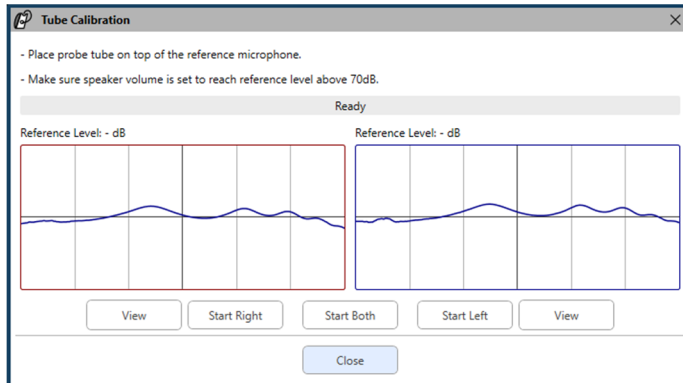 Tube Calibration
- Place probe tube on top of the reference microphone.
- Make sure speaker volume is set to reach reference level above 70dB.
Ready
Reference Level: - dB
Reference Level: - dB
View
Start Right
Start Both
Start Left
View
Close